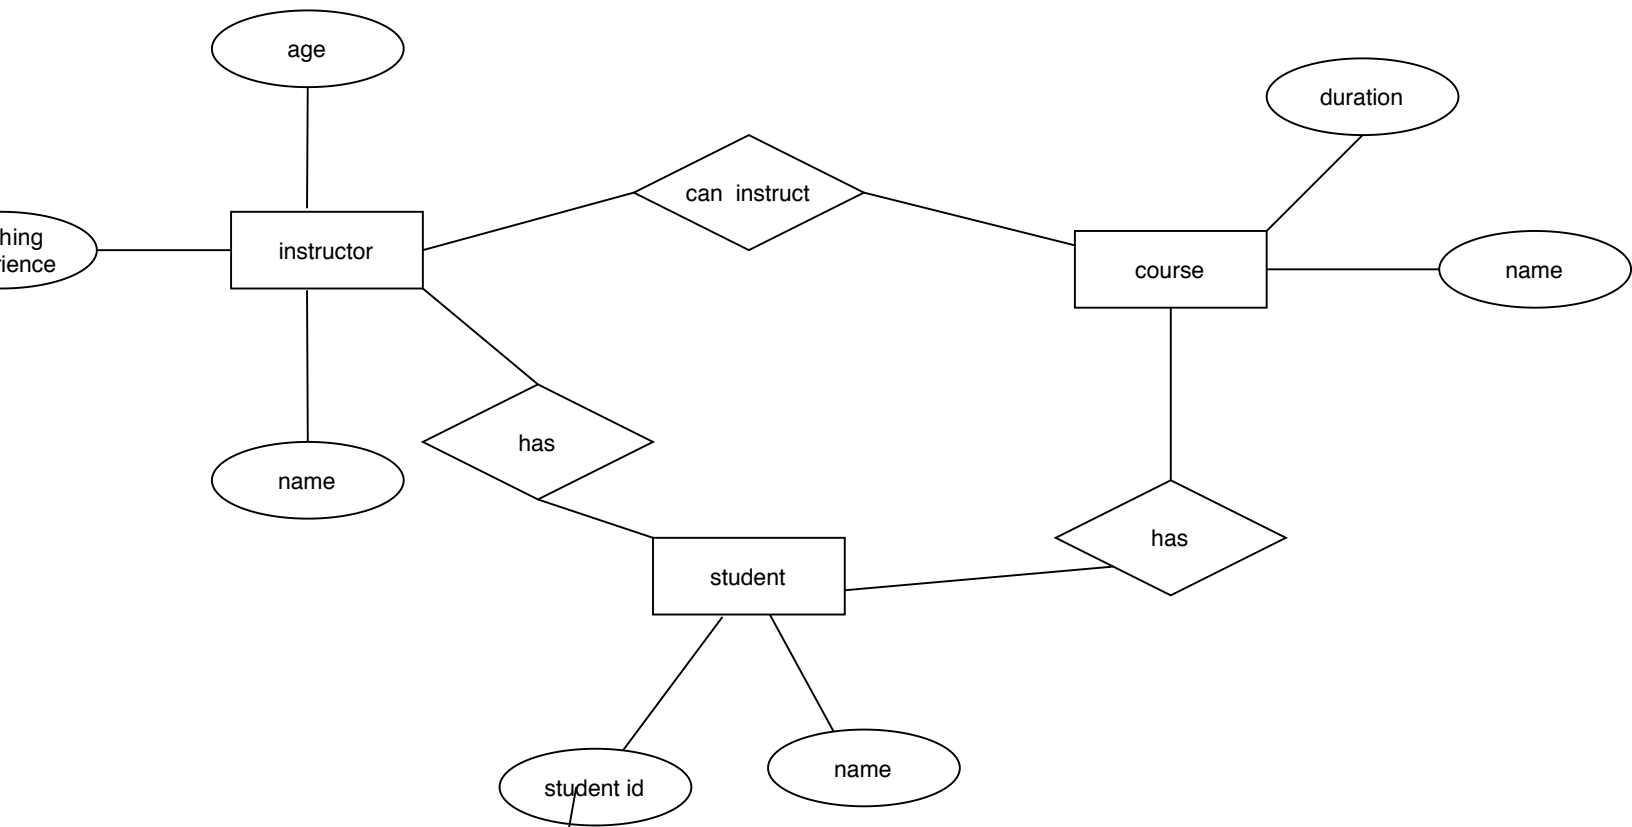 age
duration
can instruct
hing
instructor
ience
course
name
has
name
has
student
name
student id